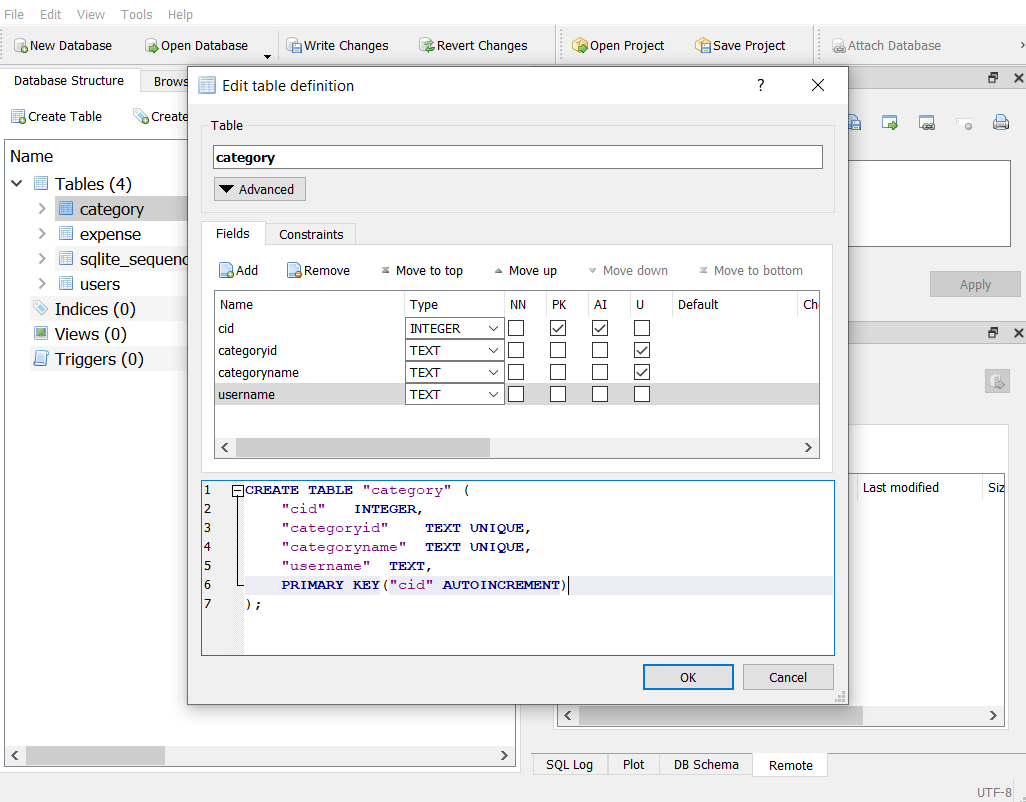 File Edit View Tools Help
New Database Open Database Write Changes Revert Changes Open Project Save Project Attach Database
Database Structure Brows
Create Table Create
Name
Tables (4)
category
expense
sqlite_sequenc
users
Indices (0)
Views (0)
Triggers (0)
Edit table definition ?
Table
category
Advanced
Fields Constraints
Add Remove Move to top Move up Move down Move to bottom
Name Type NN PK AI U Default Ch
cid INTEGER
categoryid TEXT
categoryname TEXT
username TEXT
1 CREATE TABLE "category" (
2 "cid" INTEGER,
3 "categoryid" TEXT UNIQUE,
4 "categoryname" TEXT UNIQUE,
5 "username" TEXT,
6 PRIMARY KEY("cid" AUTOINCREMENT)
7 );
OK Cancel
Apply
Last modified Siz
SQL Log Plot DB Schema Remote
UTF-8